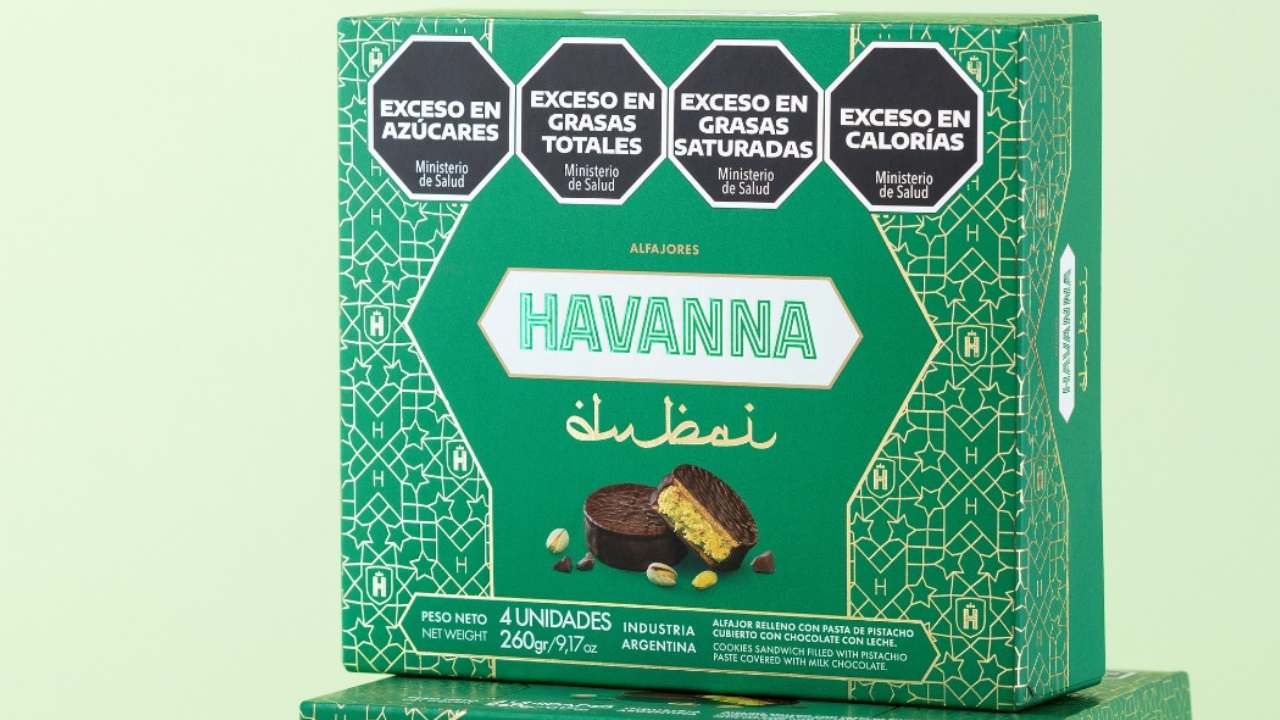 EXCESO EN
AZÚCARES
Ministerio
de Salud
EXCESO EN
GRASAS
TOTALES
Ministerio
de Salud
EXCESO EN
GRASAS
SATURADAS
Ministerio
de Salud
EXCESO EN
CALORÍAS
Ministerio
de Salud
ALFAJORES
HAVANNA
dubai
PESO NETO
NET WEIGHT
4 UNIDADES
260gr/9,17oz
INDUSTRIA
ARGENTINA
ALFAJOR RELLENO CON PASTA DE PISTACHO
CUBIERTO CON CHOCOLATE CON LECHE.
COOKIES SANDWICH FILLED WITH PISTACHIO
PASTE COVERED WITH MILK CHOCOLATE.
HAVANNA
dubai